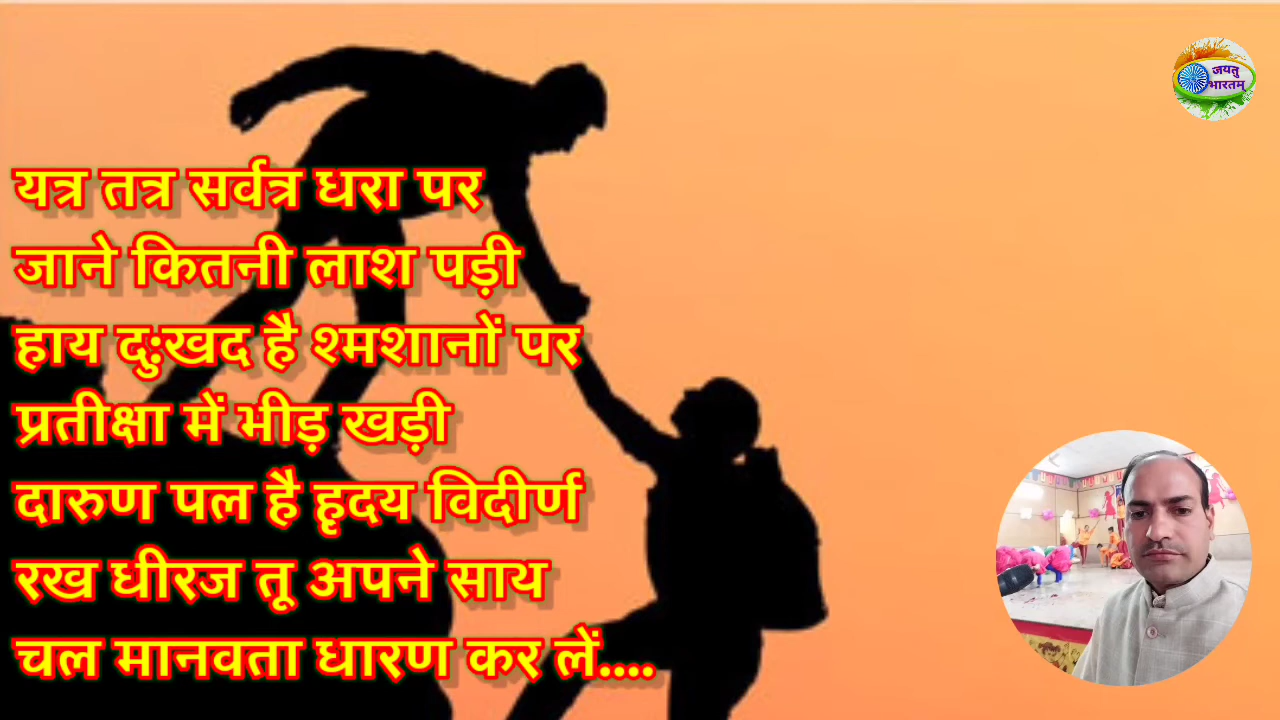 यत्र तत्र सर्वत्र धरा पर
जाने कितनी लाश पड़ी
हाय दुःखद है श्मशानों पर
प्रतीक्षा में भीड़ खड़ी
दारुण पल है हृदय विदीर्ण
रख धीरज तू अपने साय
चल मानवता धारण कर लें....
जयतु
भारतम्